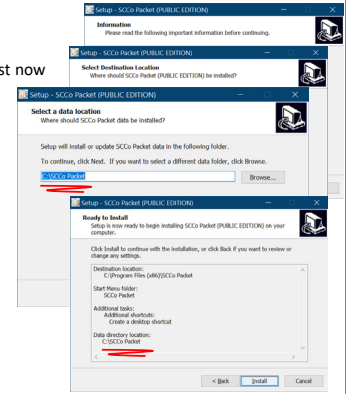 Setup - SCCo Packet (PUBLIC EDITION)
Information
Please read the following important information before continuing.
st now
Setup - SCCo Packet (PUBLIC EDITION)
Select Destination Location
Where should SCCo Packet (PUBLIC EDITION) be installed?
Setup - SCCo Packet (PUBLIC EDITION)
Select a data location
Where should SCCo Packet data be installed?
Setup will install or update SCCo Packet data in the following folder.
To continue, click Next. If you want to select a different data folder, click Browse.
C:\SCCo Packet
Browse...
Setup - SCCo Packet (PUBLIC EDITION)
Ready to Install
Setup is now ready to begin installing SCCo Packet (PUBLIC EDITION) on your
computer.
Click Install to continue with the installation, or click Back if you want to review or
change any settings.
Destination location:
C:\Program Files (x86)\SCCo Packet
Start Menu folder:
SCCo Packet
Additional tasks:
Additional shortcuts:
Create a desktop shortcut
Data directory location:
C:\SCCo Packet
< Back
Install
Cancel